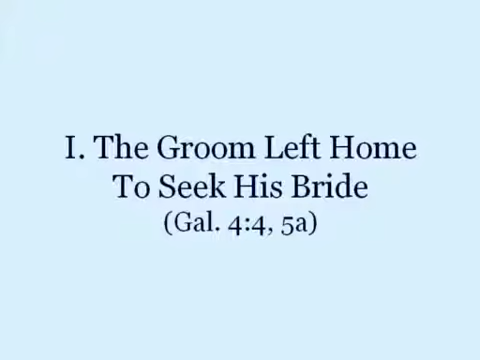 I. The Groom Left Home
To Seek His Bride
(Gal. 4:4, 5a)